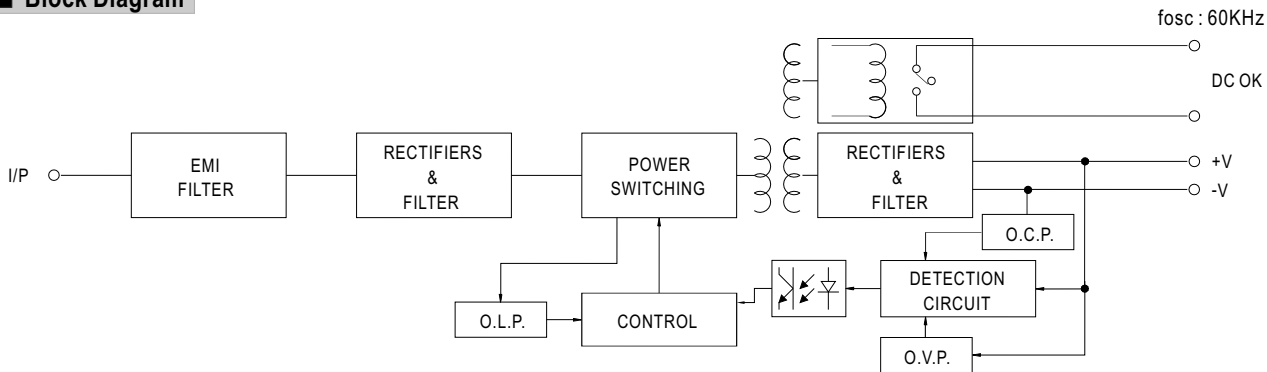 Block Diagram
fosc : 60KHz
DC OK
I/P
EMI
FILTER
RECTIFIERS
&
FILTER
POWER
SWITCHING
RECTIFIERS
&
FILTER
+V
-V
O.C.P.
DETECTION
CIRCUIT
O.L.P.
CONTROL
O.V.P.